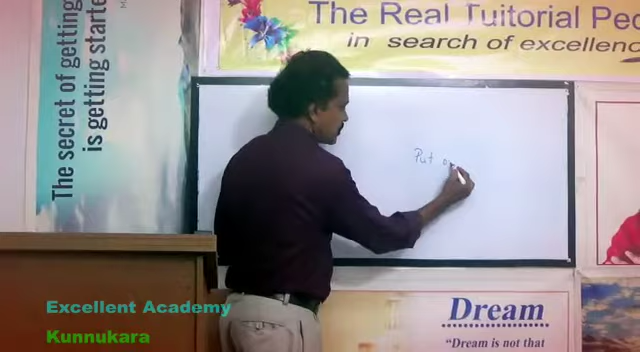 The secret of getting
is getting starte
The Real Tuitorial Peo
in search of excellenc
Put
Excellent Academy
Kunnukara
Dream
"Dream is not that